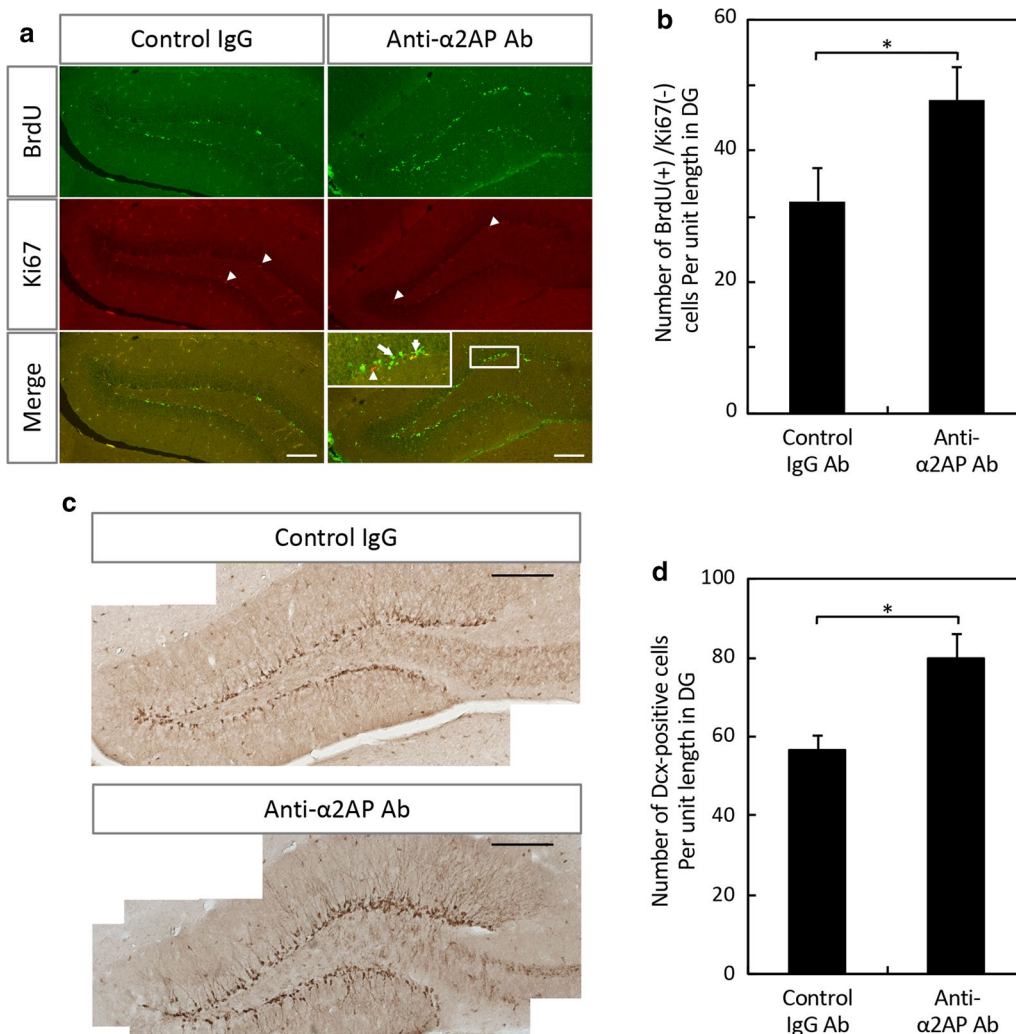 a
Control IgG
Anti-α2AP Ab
BrdU
Ki67
Merge
b
Number of BrdU(+)/Ki67(-)
cells Per unit length in DG
60
40
20
0
*
Control
IgG Ab
Anti-
α2AP Ab
c
Control IgG
Anti-α2AP Ab
d
Number of Dcx-positive cells
Per unit length in DG
100
80
60
40
20
0
*
Control
IgG Ab
Anti-
α2AP Ab